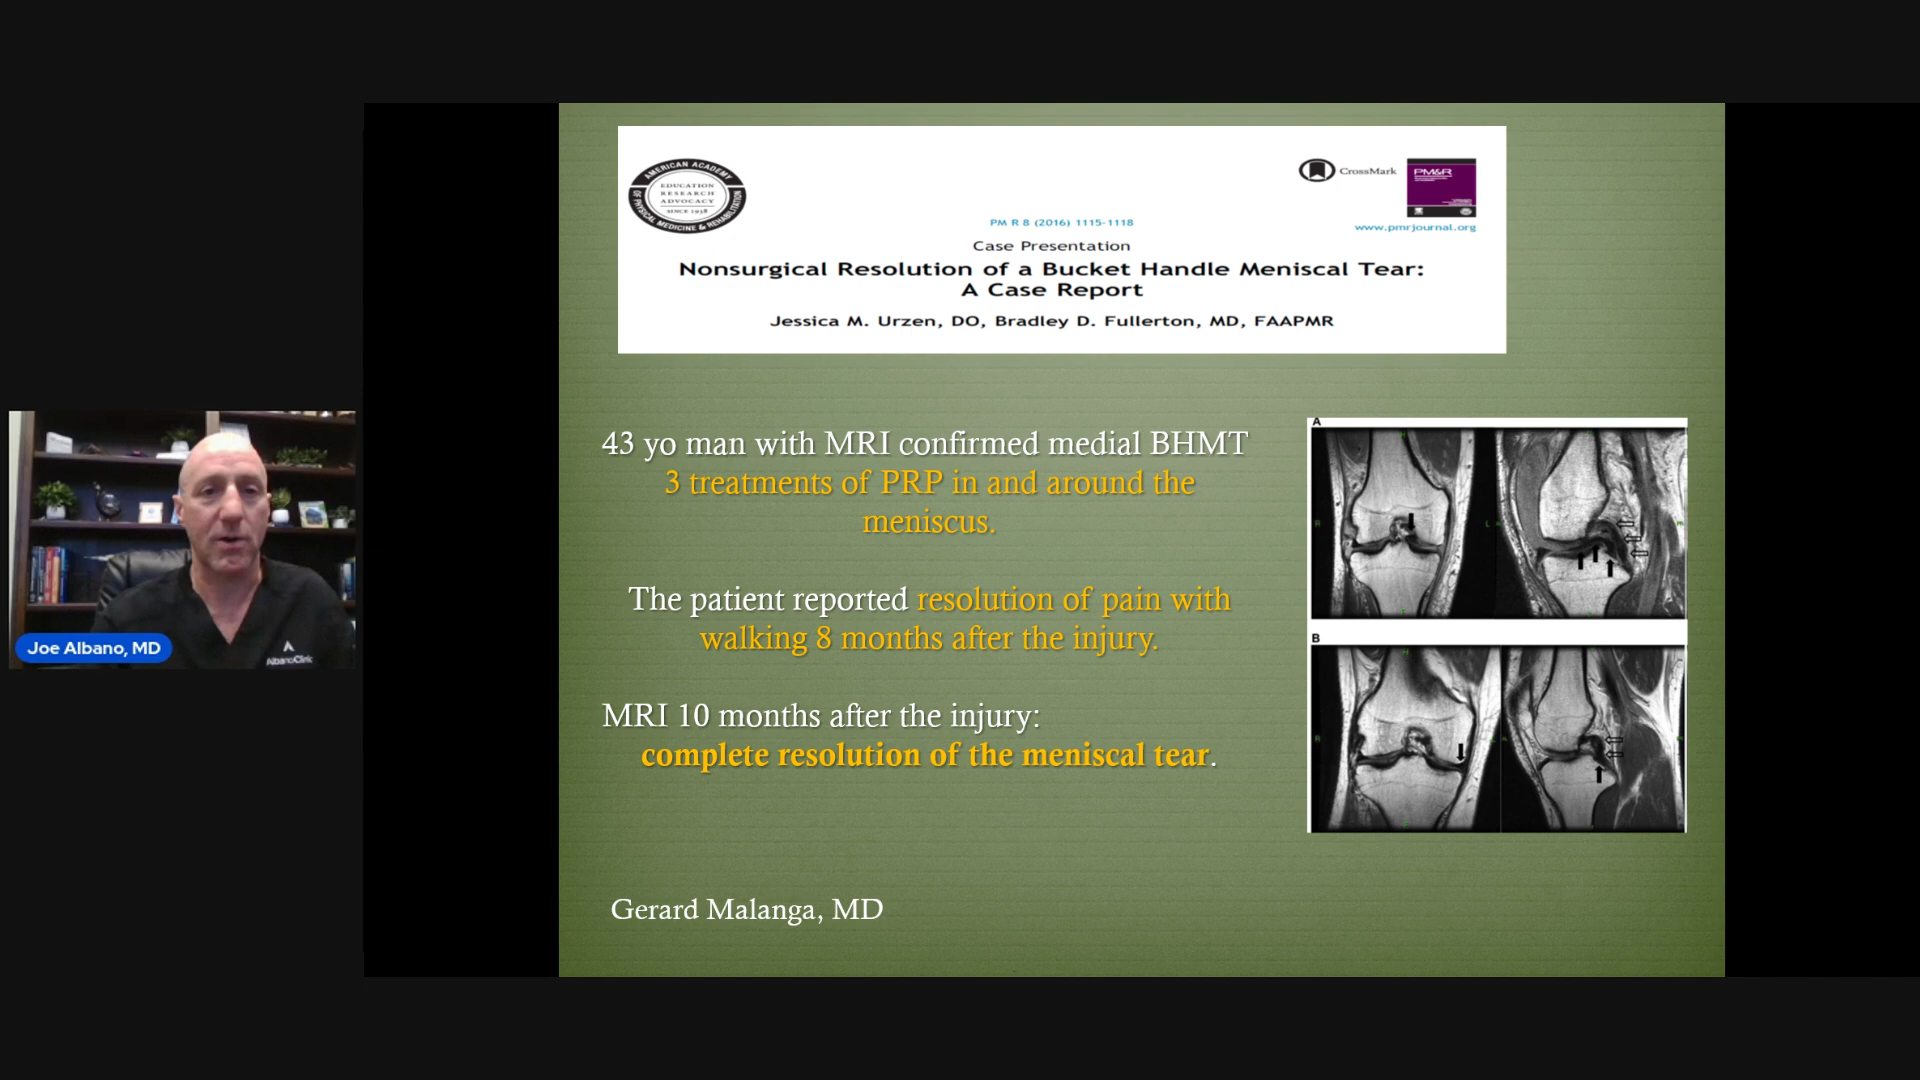 AMERICAN ACADEMY
OF PHYSICAL MEDICINE & REHABILITATION
EDUCATION
RESEARCH
ADVOCACY
SINCE 1938
CrossMark
PM&R
www.pmrjournal.org
PM R 8 (2016) 1115-1118
Case Presentation
Nonsurgical Resolution of a Bucket Handle Meniscal Tear:
A Case Report
Jessica M. Urzen, DO, Bradley D. Fullerton, MD, FAAPMR
43 yo man with MRI confirmed medial BHMT
3 treatments of PRP in and around the
meniscus.
The patient reported resolution of pain with
walking 8 months after the injury.
MRI 10 months after the injury:
complete resolution of the meniscal tear.
Gerard Malanga, MD
A
H
R
L
B
H
R
Joe Albano, MD
AlbanoClinic